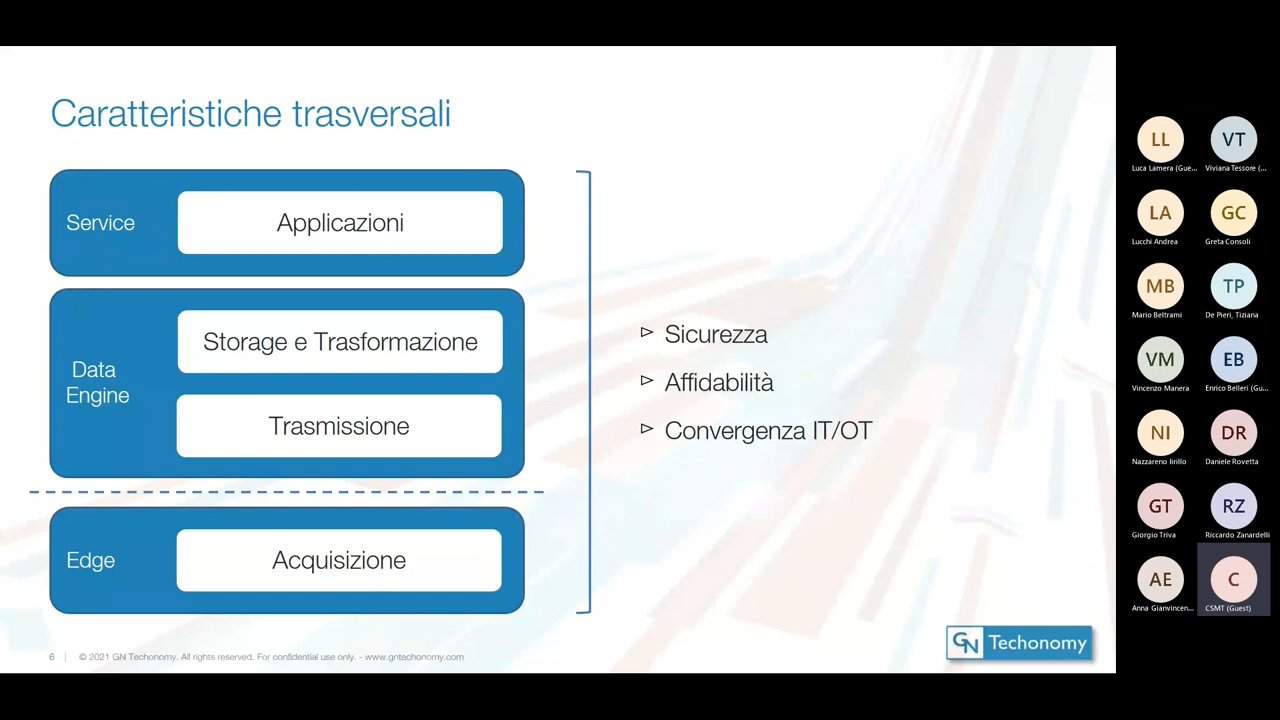 Caratteristiche trasversali
Service
Applicazioni
Data
Engine
Storage e Trasformazione
Trasmissione
Edge
Acquisizione
Sicurezza
Affidabilità
Convergenza IT/OT
6
© 2021 GN Techonomy. All rights reserved. For confidential use only. - www.gntechonomy.com
GN Techonomy
LL
VT
Luca Lamera (Gue...
Viviana Tessore (...
LA
GC
Lucchi Andrea
Greta Consoli
MB
TP
Mario Beltrami
De Pieri, Tiziana
VM
EB
Vincenzo Manera
Enrico Belleri (Gu...
NI
DR
Nazzareno Iirillo
Daniele Rovetta
GT
RZ
Giorgio Triva
Riccardo Zanardelli
AE
C
Anna Gianvincen...
CSMT (Guest)